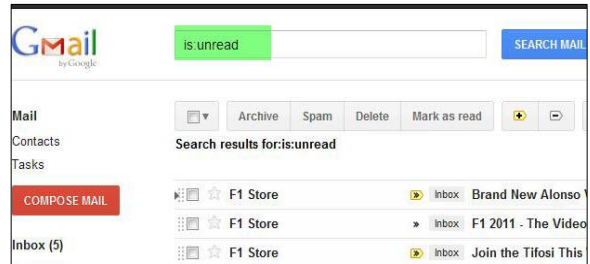 Gmail
by Google
is:unread
SEARCH MAIL
Mail
Contacts
Tasks
COMPOSE MAIL
Inbox (5)
Archive Spam Delete Mark as read
Search results for:is:unread
F1 Store Inbox Brand New Alonso
F1 Store Inbox F1 2011 - The Video
F1 Store Inbox Join the Tifosi This